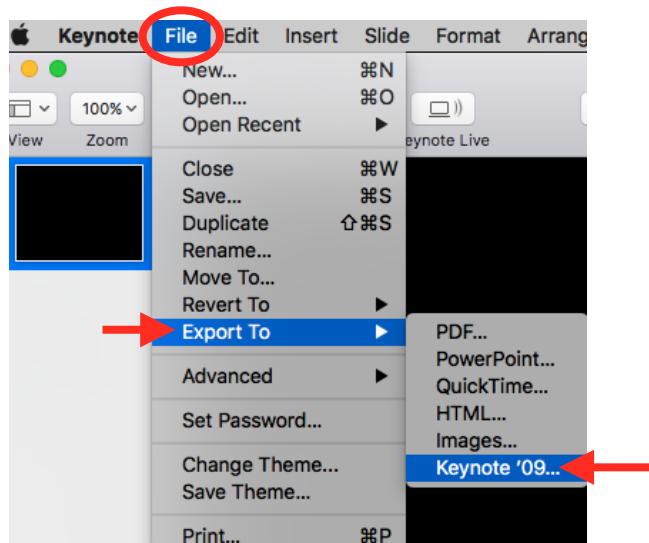 Keynote File Edit Insert Slide Format Arrang
New... ⌘N
Open... ⌘O
Open Recent ▶
Close ⌘W
Save... ⌘S
Duplicate ⇧⌘S
Rename...
Move To...
Revert To ▶
Export To ▶
Advanced ▶
Set Password...
Change Theme...
Save Theme...
Print... ⌘P
100%
View Zoom
eynote Live
PDF...
PowerPoint...
QuickTime...
HTML...
Images...
Keynote ’09...